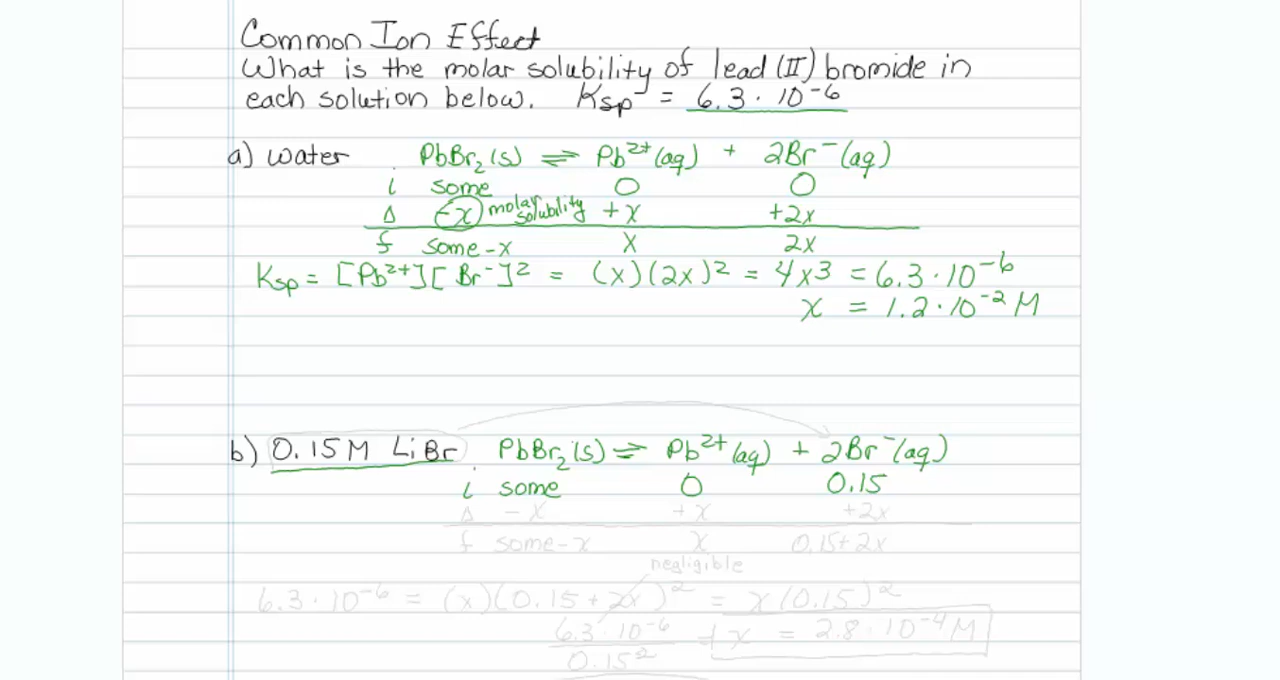 Common Ion Effect
What is the molar solubility of lead (II) bromide in
each solution below. Ksp = 6.3 · 10⁻⁶
a) water PbBr₂(s) ⇌ Pb²⁺(aq) + 2Br⁻(aq)
i some 0 0
Δ -x molar solubility +x +2x
f some-x x 2x
Ksp = [Pb²⁺][Br⁻]² = (x)(2x)² = 4x³ = 6.3 · 10⁻⁶
x = 1.2 · 10⁻² M
b) 0.15M LiBr PbBr₂(s) ⇌ Pb²⁺(aq) + 2Br⁻(aq)
i some 0 0.15
Δ -x +x +2x
f some-x x 0.15+2x
negligible
6.3 · 10⁻⁶ = (x)(0.15 + 2x)² = x(0.15)²
6.3 · 10⁻⁶ x = 2.8 · 10⁻⁴ M
0.15²